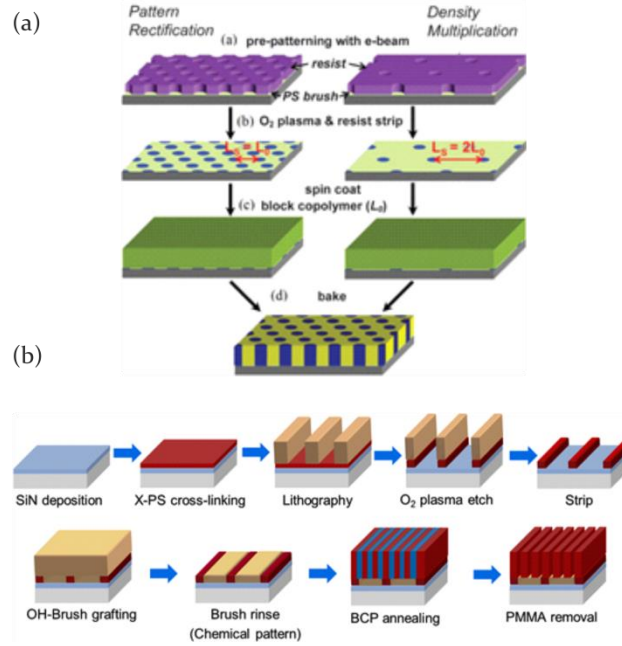 (a)
Pattern Rectification
Density Multiplication
(a) pre-patterning with e-beam
resist
PS brush
(b) O₂ plasma & resist strip
Lₛ = L₀
Lₛ = 2L₀
spin coat
(c) block copolymer (L₀)
(d) bake
(b)
SiN deposition
X-PS cross-linking
Lithography
O₂ plasma etch
Strip
OH-Brush grafting
Brush rinse
(Chemical pattern)
BCP annealing
PMMA removal